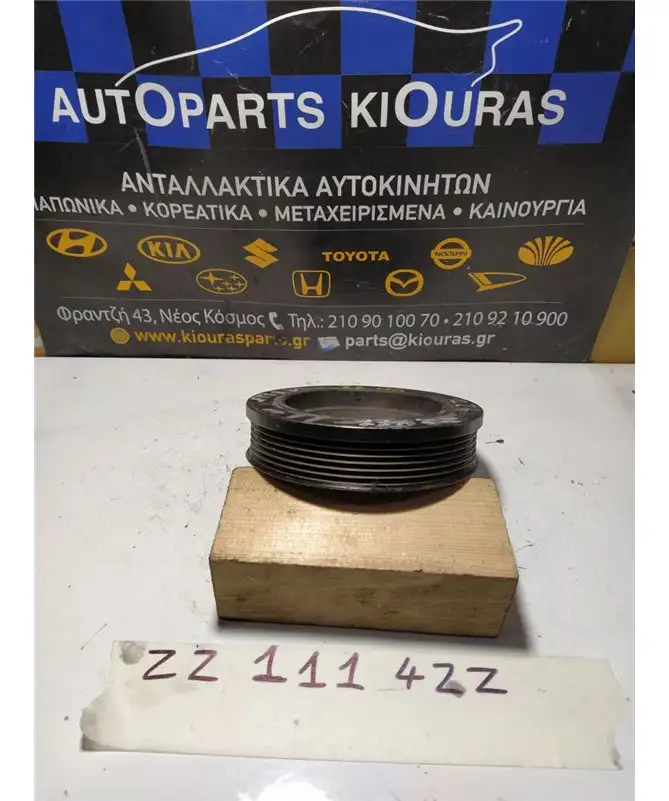 AUTOPARTS KIOURAS
ΑΝΤΑΛΛΑΚΤΙΚΑ ΑΥΤΟΚΙΝΗΤΩΝ
ΙΑΠΩΝΙΚΑ • ΚΟΡΕΑΤΙΚΑ • ΜΕΤΑΧΕΙΡΙΣΜΕΝΑ • ΚΑΙΝΟΥΡΓΙΑ
KIA TOYOTA NISSAN
Φραντζή 43, Νέος Κόσμος Τηλ.: 210 90 100 70 • 210 92 10 900
www.kiourasparts.gr parts@kiouras.gr
ZZ 111 4ZZ